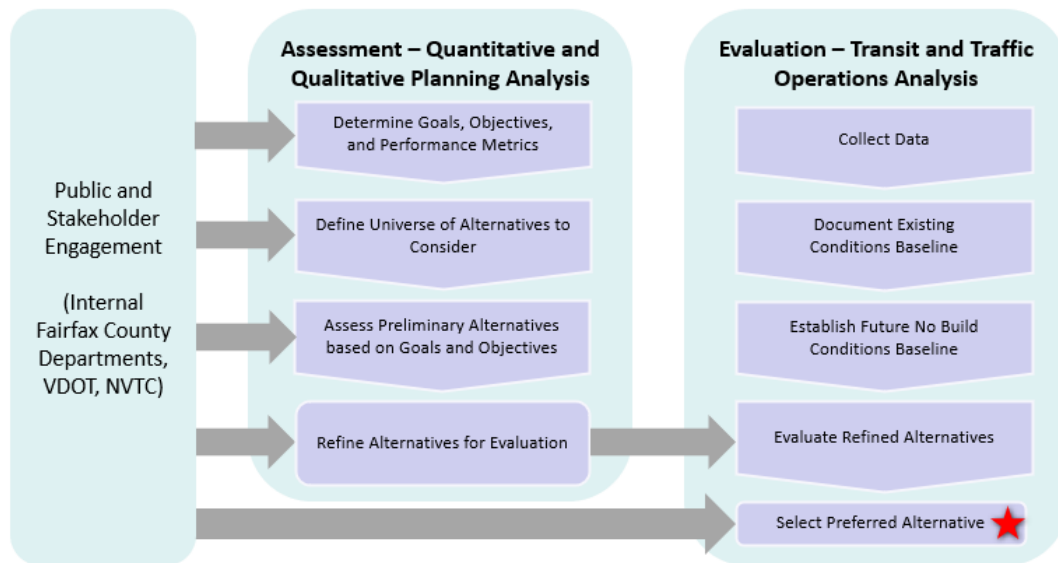 Public and
Stakeholder
Engagement
(Internal
Fairfax County
Departments,
VDOT, NVTC)
Assessment – Quantitative and
Qualitative Planning Analysis
Determine Goals, Objectives,
and Performance Metrics
Define Universe of Alternatives to
Consider
Assess Preliminary Alternatives
based on Goals and Objectives
Refine Alternatives for Evaluation
Evaluation – Transit and Traffic
Operations Analysis
Collect Data
Document Existing
Conditions Baseline
Establish Future No Build
Conditions Baseline
Evaluate Refined Alternatives
Select Preferred Alternative